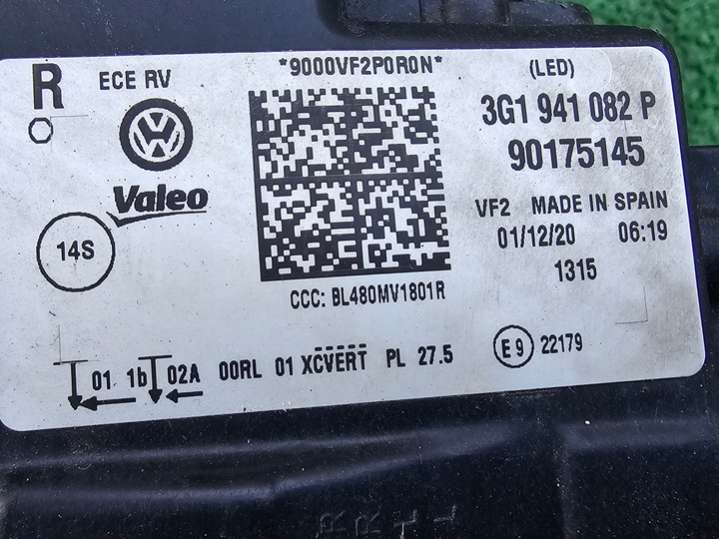 R
ECE RV
*9000VF2P0R0N*
(LED)
3G1 941 082 P
90175145
Valeo
VF2 MADE IN SPAIN
14S
01/12/20 06:19
1315
CCC: BL480MV1801R
01 1b 02A 00RL 01 XCVERT PL 27.5
E9 22179